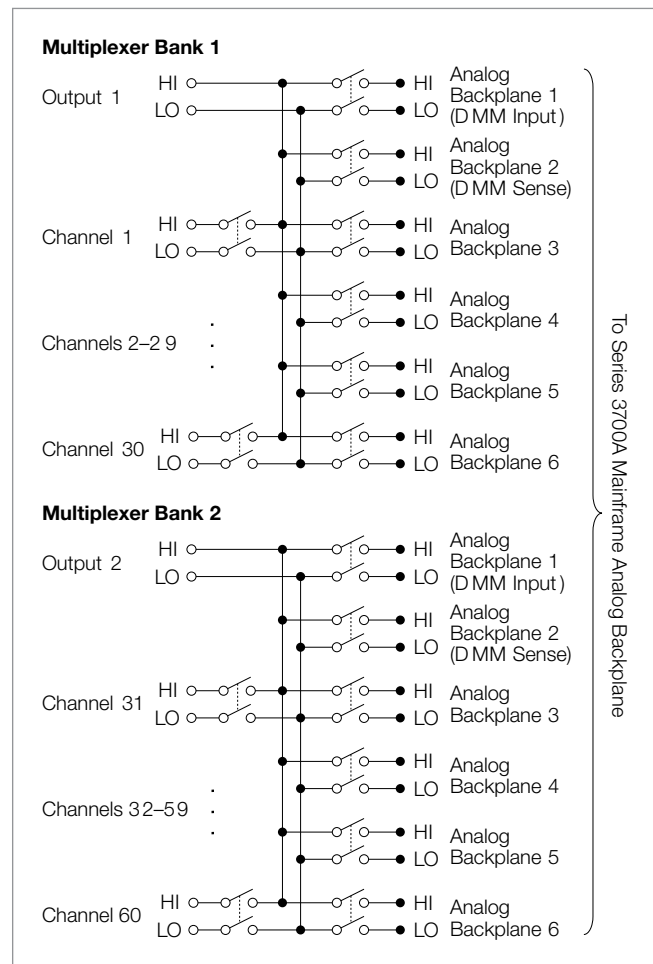 Multiplexer Bank 1
Output 1
HI
LO
HI Analog
Backplane 1
LO (DMM Input)
HI Analog
Backplane 2
LO (DMM Sense)
Channel 1
HI
LO
HI Analog
LO Backplane 3
HI Analog
LO Backplane 4
Channels 2–29
HI Analog
LO Backplane 5
Channel 30
HI
LO
HI Analog
LO Backplane 6
Multiplexer Bank 2
Output 2
HI
LO
HI Analog
Backplane 1
LO (DMM Input)
HI Analog
Backplane 2
LO (DMM Sense)
Channel 31
HI
LO
HI Analog
LO Backplane 3
HI Analog
LO Backplane 4
Channels 32–59
HI Analog
LO Backplane 5
Channel 60
HI
LO
HI Analog
LO Backplane 6
To Series 3700A Mainframe Analog Backplane